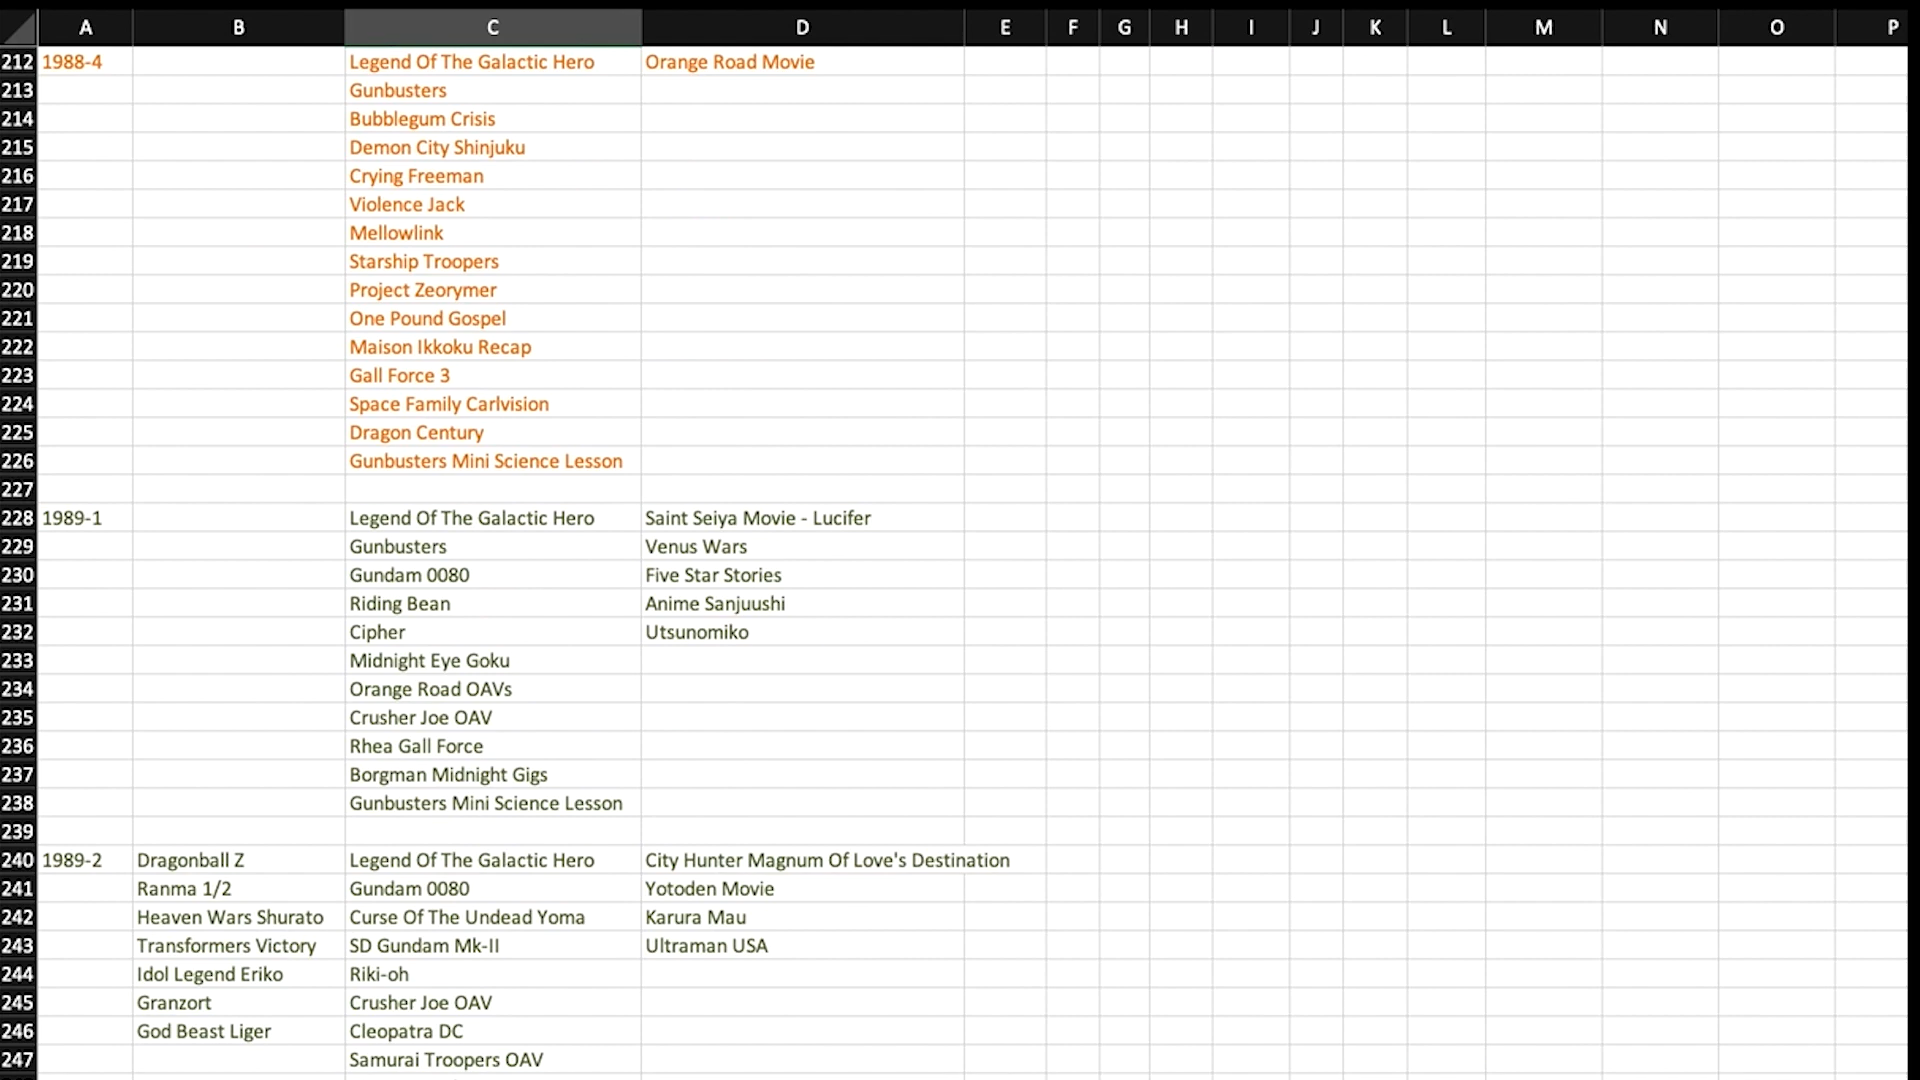 A B C D E F G H I J K L M N O P
212 1988-4 Legend Of The Galactic Hero Orange Road Movie
213 Gunbusters
214 Bubblegum Crisis
215 Demon City Shinjuku
216 Crying Freeman
217 Violence Jack
218 Mellowlink
219 Starship Troopers
220 Project Zeorymer
221 One Pound Gospel
222 Maison Ikkoku Recap
223 Gall Force 3
224 Space Family Carlvision
225 Dragon Century
226 Gunbusters Mini Science Lesson
227
228 1989-1 Legend Of The Galactic Hero Saint Seiya Movie - Lucifer
229 Gunbusters Venus Wars
230 Gundam 0080 Five Star Stories
231 Riding Bean Anime Sanjuushi
232 Cipher Utsunomiko
233 Midnight Eye Goku
234 Orange Road OAVs
235 Crusher Joe OAV
236 Rhea Gall Force
237 Borgman Midnight Gigs
238 Gunbusters Mini Science Lesson
239
240 1989-2 Dragonball Z Legend Of The Galactic Hero City Hunter Magnum Of Love's Destination
241 Ranma 1/2 Gundam 0080 Yotoden Movie
242 Heaven Wars Shurato Curse Of The Undead Yoma Karura Mau
243 Transformers Victory SD Gundam Mk-II Ultraman USA
244 Idol Legend Eriko Riki-oh
245 Granzort Crusher Joe OAV
246 God Beast Liger Cleopatra DC
247 Samurai Troopers OAV